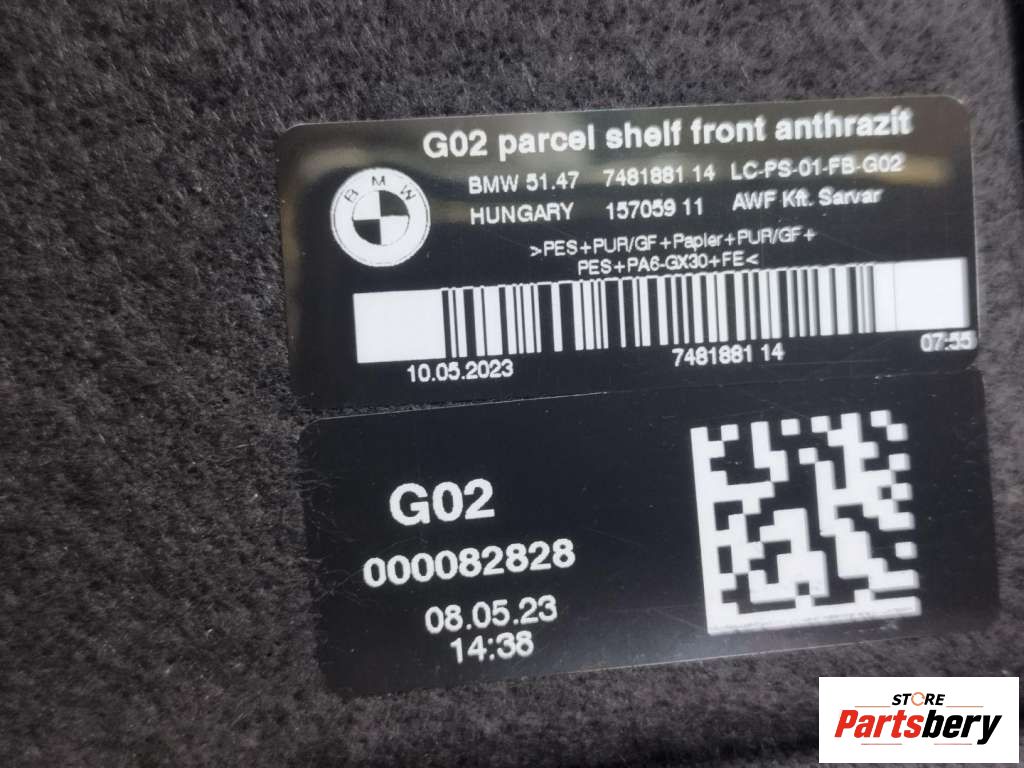 G02 parcel shelf front anthrazit
BMW
BMW 51.47 7481881 14 LC-PS-01-FB-G02
HUNGARY 157059 11 AWF Kft. Sarvar
>PES+PUR/GF+Papier+PUR/GF+
PES+PA6-GX30+FE<
10.05.2023 7481881 14 07:55
G02
000082828
08.05.23
14:38
STORE
Partsbery